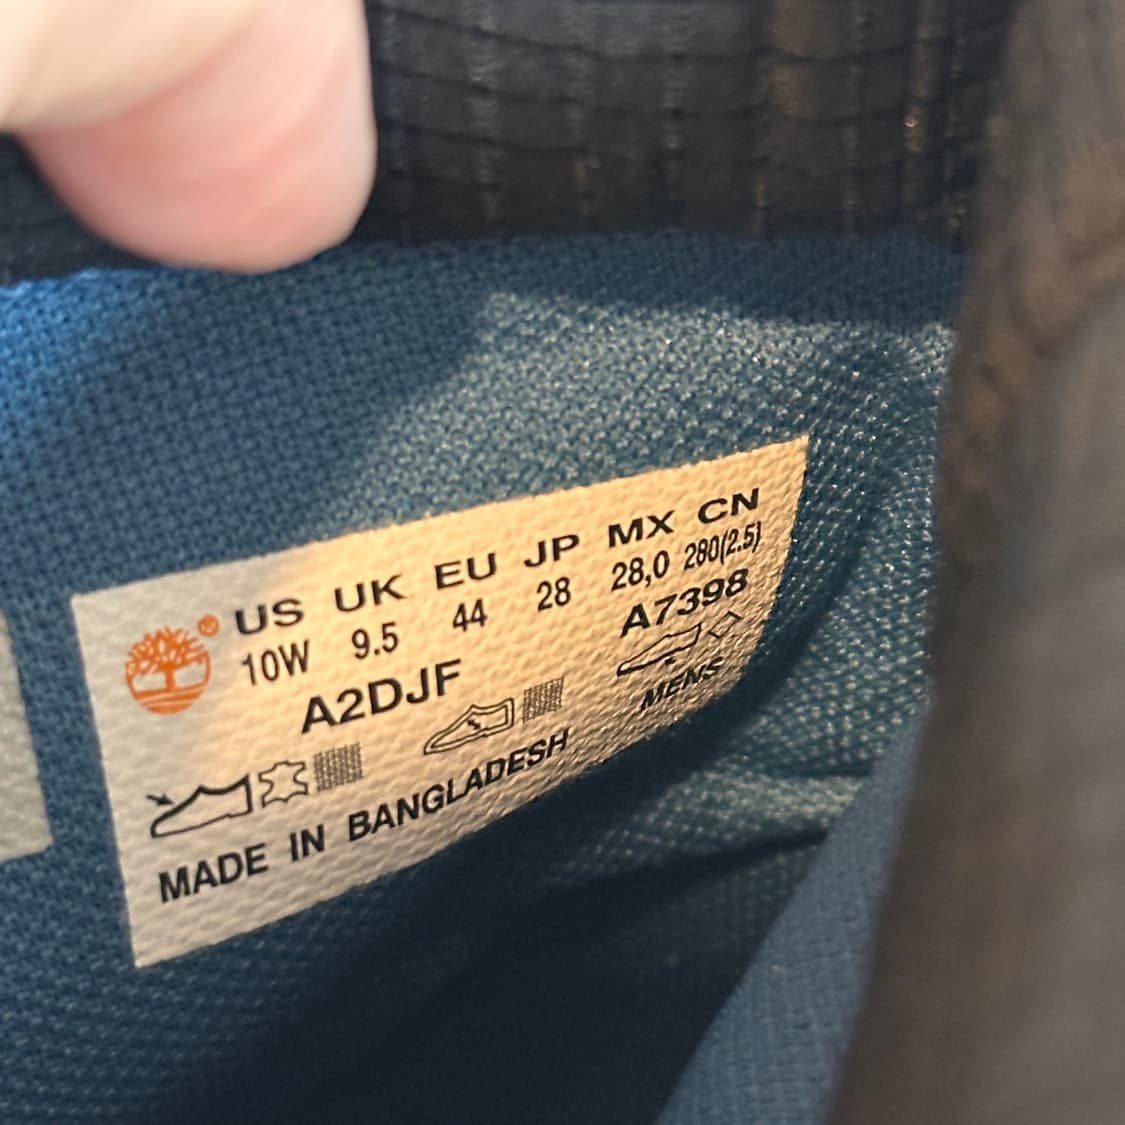 US UK EU JP MX CN
10W 9.5 44 28 28,0 280(2.5)
A2DJF A7398
MENS
MADE IN BANGLADESH